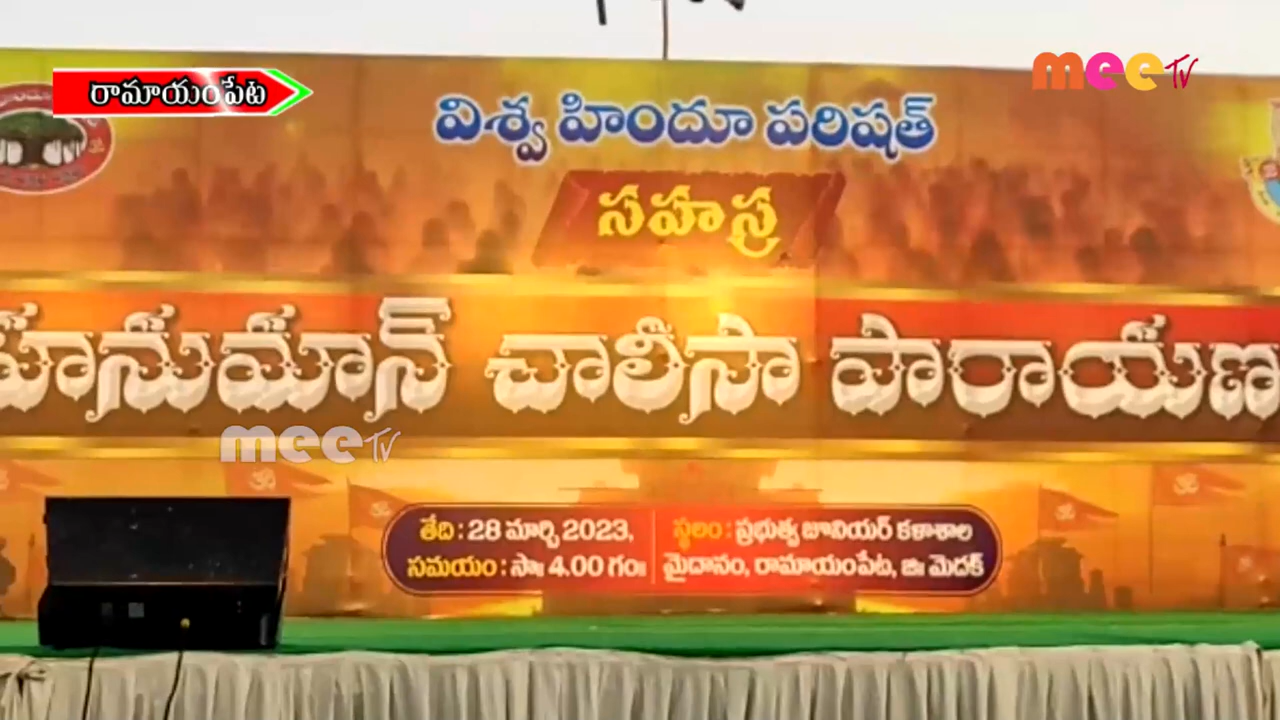 రామాయంపేట
mee TV
విశ్వ హిందూ పరిషత్
సహస్ర
హనుమాన్ చాలీసా పారాయణ
mee TV
తేది : 28 మార్చి 2023,
సమయం : సాః 4.00 గంః
స్థలం : ప్రభుత్వ జూనియర్ కళాశాల
మైదానం, రామాయంపేట, జిః మెదక్